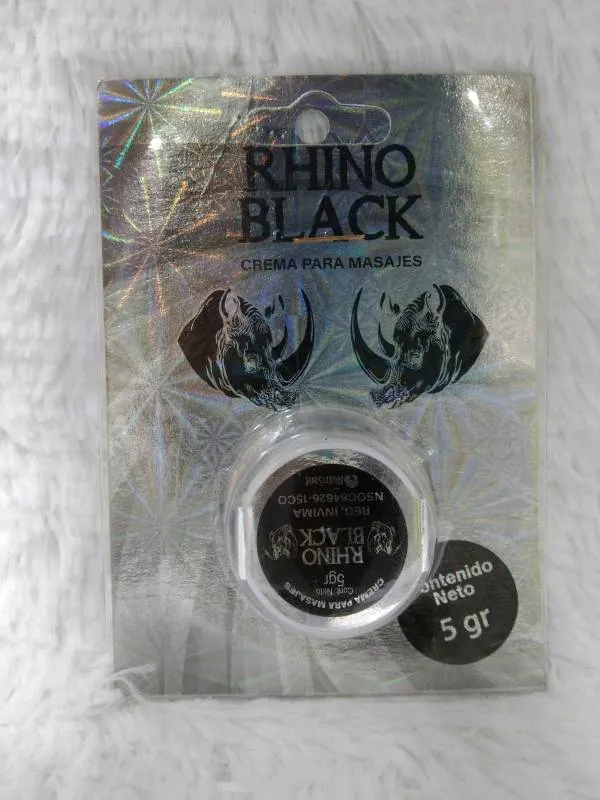 RHINO
BLACK
CREMA PARA MASAJES
NutriSant
NSOC64626-15CO
REG. INVIMA
RHINO
BLACK
Cont. Neto
5gr
CREMA PARA MASAJES
Neto
5 gr